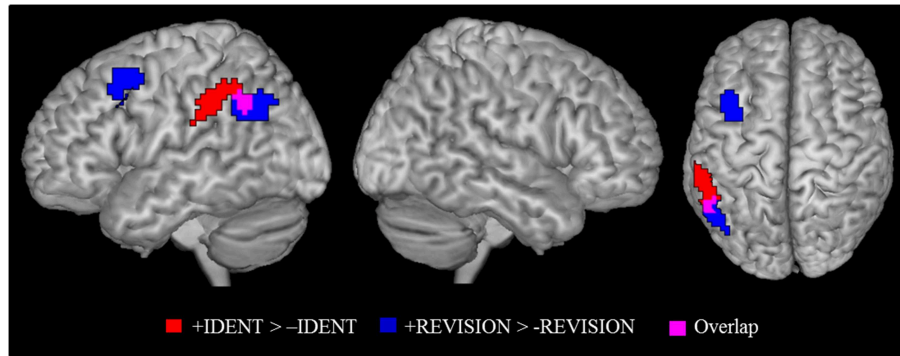 +IDENT > –IDENT +REVISION > -REVISION Overlap